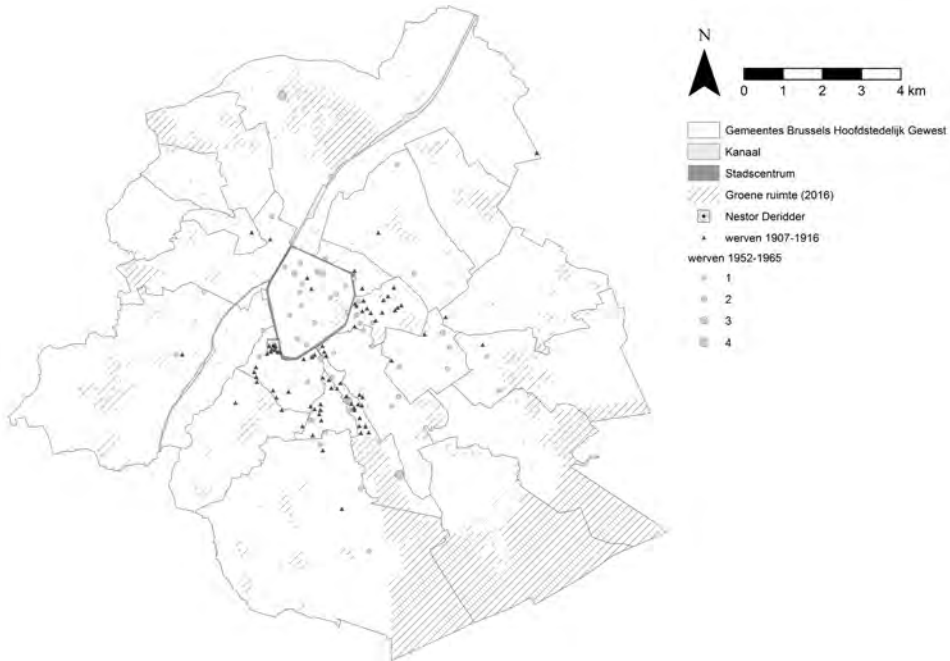 N
0 1 2 3 4 km
Gemeentes Brussels Hoofdstedelijk Gewest
Kanaal
Stadscentrum
Groene ruimte (2016)
Nestor Deridder
werven 1907-1916
werven 1952-1965
1
2
3
4